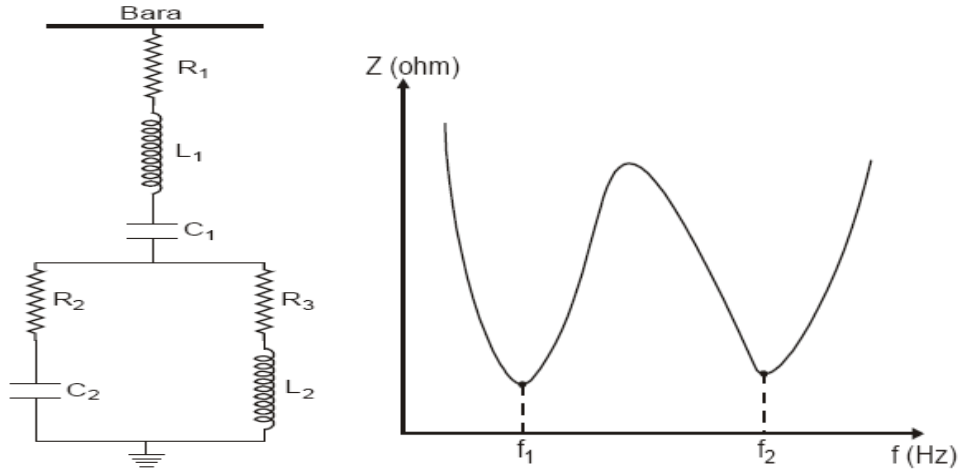 Bara
R₁
L₁
C₁
R₂
R₃
C₂
L₂
Z (ohm)
f₁
f₂
f (Hz)